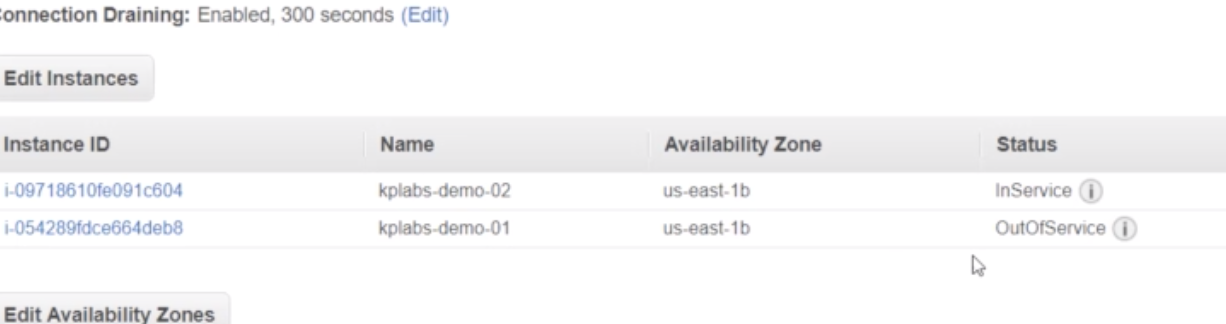 Connection Draining: Enabled, 300 seconds (Edit)
Edit Instances
Instance ID Name Availability Zone Status
i-09718610fe091c604 kplabs-demo-02 us-east-1b InService
i-054289fdce664deb8 kplabs-demo-01 us-east-1b OutOfService
Edit Availability Zones